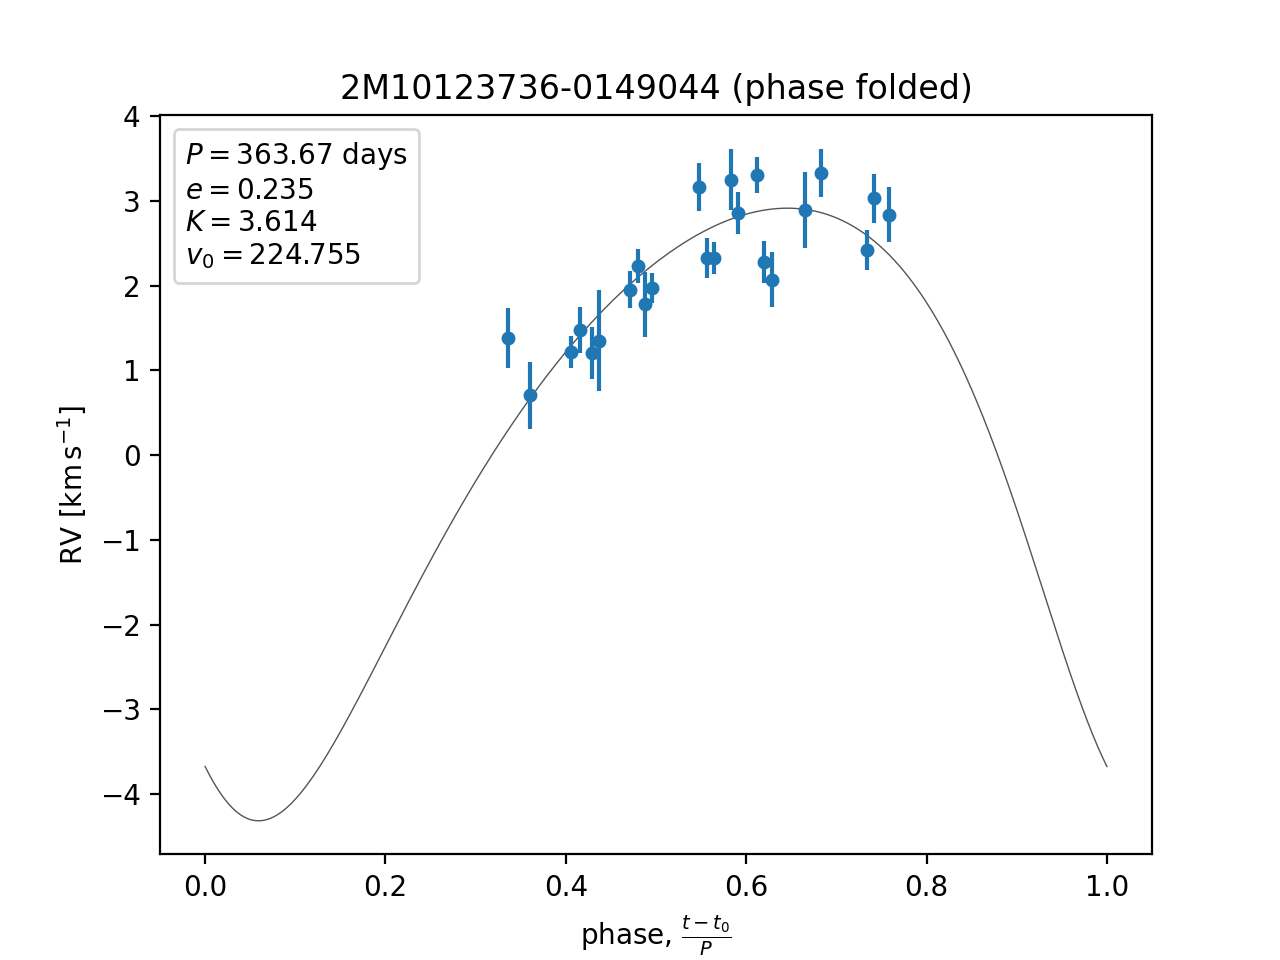 2M10123736-0149044 (phase folded)
P = 363.67 days
e = 0.235
K = 3.614
v₀ = 224.755
4
3
2
1
0
−1
−2
−3
−4
RV [km s⁻¹]
0.0 0.2 0.4 0.6 0.8 1.0
phase, (t − t₀)/P